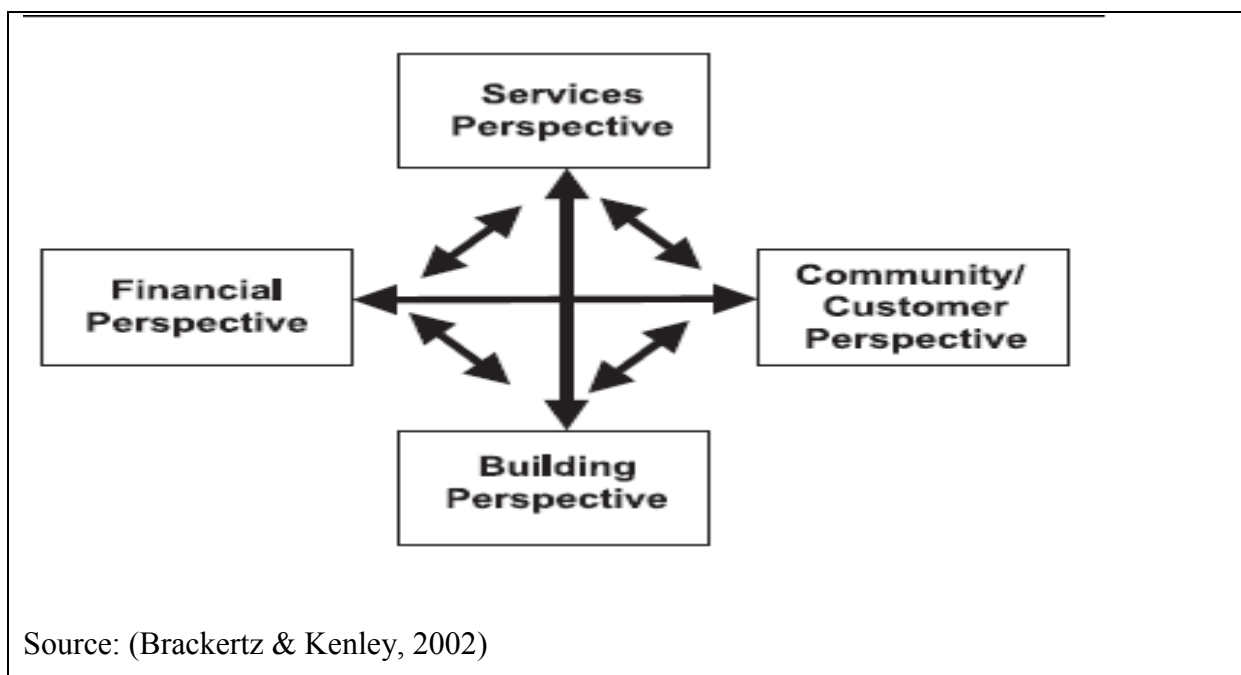 Services
Perspective
Financial
Perspective
Community/
Customer
Perspective
Building
Perspective
Source: (Brackertz & Kenley, 2002)